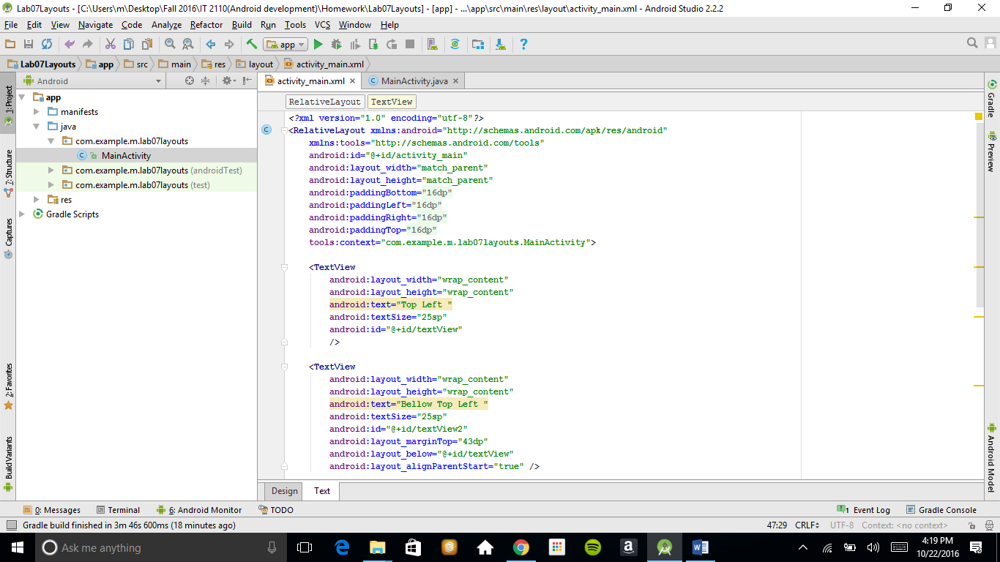 Lab07Layouts - [C:\Users\m\Desktop\Fall 2016\IT 2110(Android development)\Homework\Lab07Layouts] - [app] - ...\app\src\main\res\layout\activity_main.xml - Android Studio 2.2.2
File Edit View Navigate Code Analyze Refactor Build Run Tools VCS Window Help
app
Lab07Layouts app src main res layout activity_main.xml
Android
activity_main.xml MainActivity.java
RelativeLayout TextView
1: Project
7: Structure
Captures
2: Favorites
Build Variants
app
manifests
java
com.example.m.lab07layouts
MainActivity
com.example.m.lab07layouts (androidTest)
com.example.m.lab07layouts (test)
res
Gradle Scripts
<?xml version="1.0" encoding="utf-8"?>
<RelativeLayout xmlns:android="http://schemas.android.com/apk/res/android"
xmlns:tools="http://schemas.android.com/tools"
android:id="@+id/activity_main"
android:layout_width="match_parent"
android:layout_height="match_parent"
android:paddingBottom="16dp"
android:paddingLeft="16dp"
android:paddingRight="16dp"
android:paddingTop="16dp"
tools:context="com.example.m.lab07layouts.MainActivity">
<TextView
android:layout_width="wrap_content"
android:layout_height="wrap_content"
android:text="Top Left "
android:textSize="25sp"
android:id="@+id/textView"
/>
<TextView
android:layout_width="wrap_content"
android:layout_height="wrap_content"
android:text="Bellow Top Left "
android:textSize="25sp"
android:id="@+id/textView2"
android:layout_marginTop="43dp"
android:layout_below="@+id/textView"
android:layout_alignParentStart="true" />
Gradle
Preview
Android Model
Design Text
0: Messages Terminal 6: Android Monitor TODO 1 Event Log Gradle Console
Gradle build finished in 3m 46s 600ms (18 minutes ago) 47:29 CRLF UTF-8 Context: <no context>
Ask me anything
4:19 PM
10/22/2016